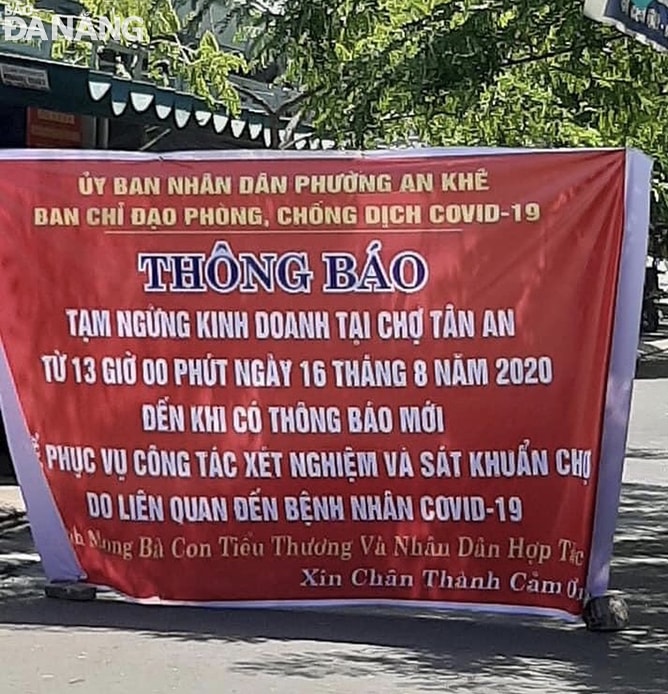 BÁO
ĐÀ NẴNG
ỦY BAN NHÂN DÂN PHƯỜNG AN KHÊ
BAN CHỈ ĐẠO PHÒNG, CHỐNG DỊCH COVID-19
THÔNG BÁO
TẠM NGỪNG KINH DOANH TẠI CHỢ TÂN AN
TỪ 13 GIỜ 00 PHÚT NGÀY 16 THÁNG 8 NĂM 2020
ĐẾN KHI CÓ THÔNG BÁO MỚI
PHỤC VỤ CÔNG TÁC XÉT NGHIỆM VÀ SÁT KHUẨN CHỢ
DO LIÊN QUAN ĐẾN BỆNH NHÂN COVID-19
Mong Bà Con Tiểu Thương Và Nhân Dân Hợp Tác
Xin Chân Thành Cảm Ơn